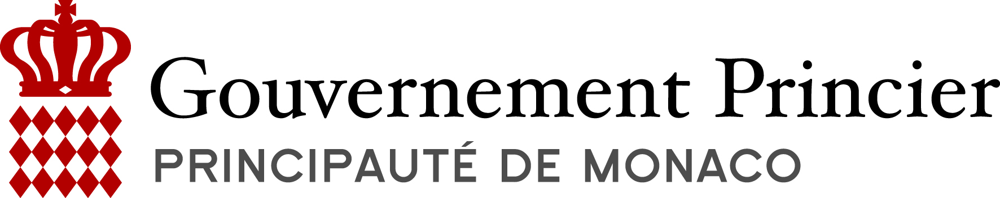 Gouvernement Princier
PRINCIPAUTÉ DE MONACO